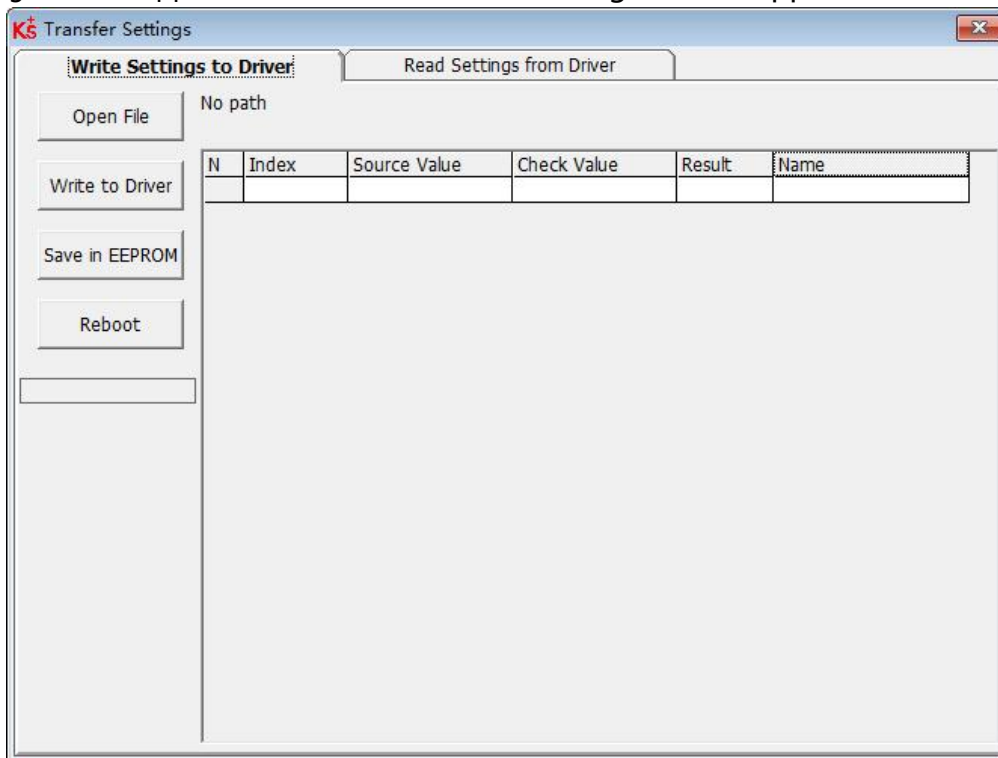 Ks+ Transfer Settings
Write Settings to Driver
Read Settings from Driver
Open File
No path
N Index Source Value Check Value Result Name
Write to Driver
Save in EEPROM
Reboot